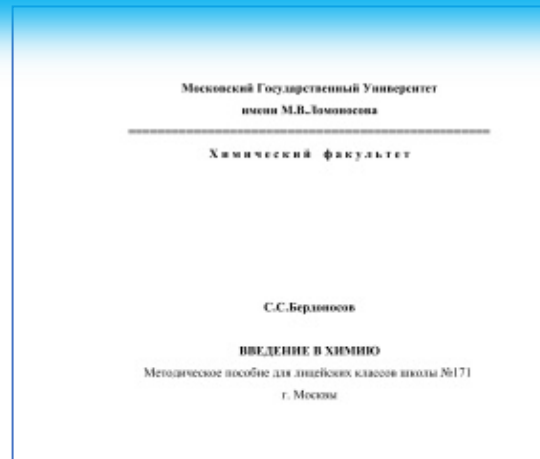 Московский Государственный Университет
имени М.В.Ломоносова
Химический факультет
С.С.Бердоносов
ВВЕДЕНИЕ В ХИМИЮ
Методическое пособие для лицейских классов школы №171
г. Москвы